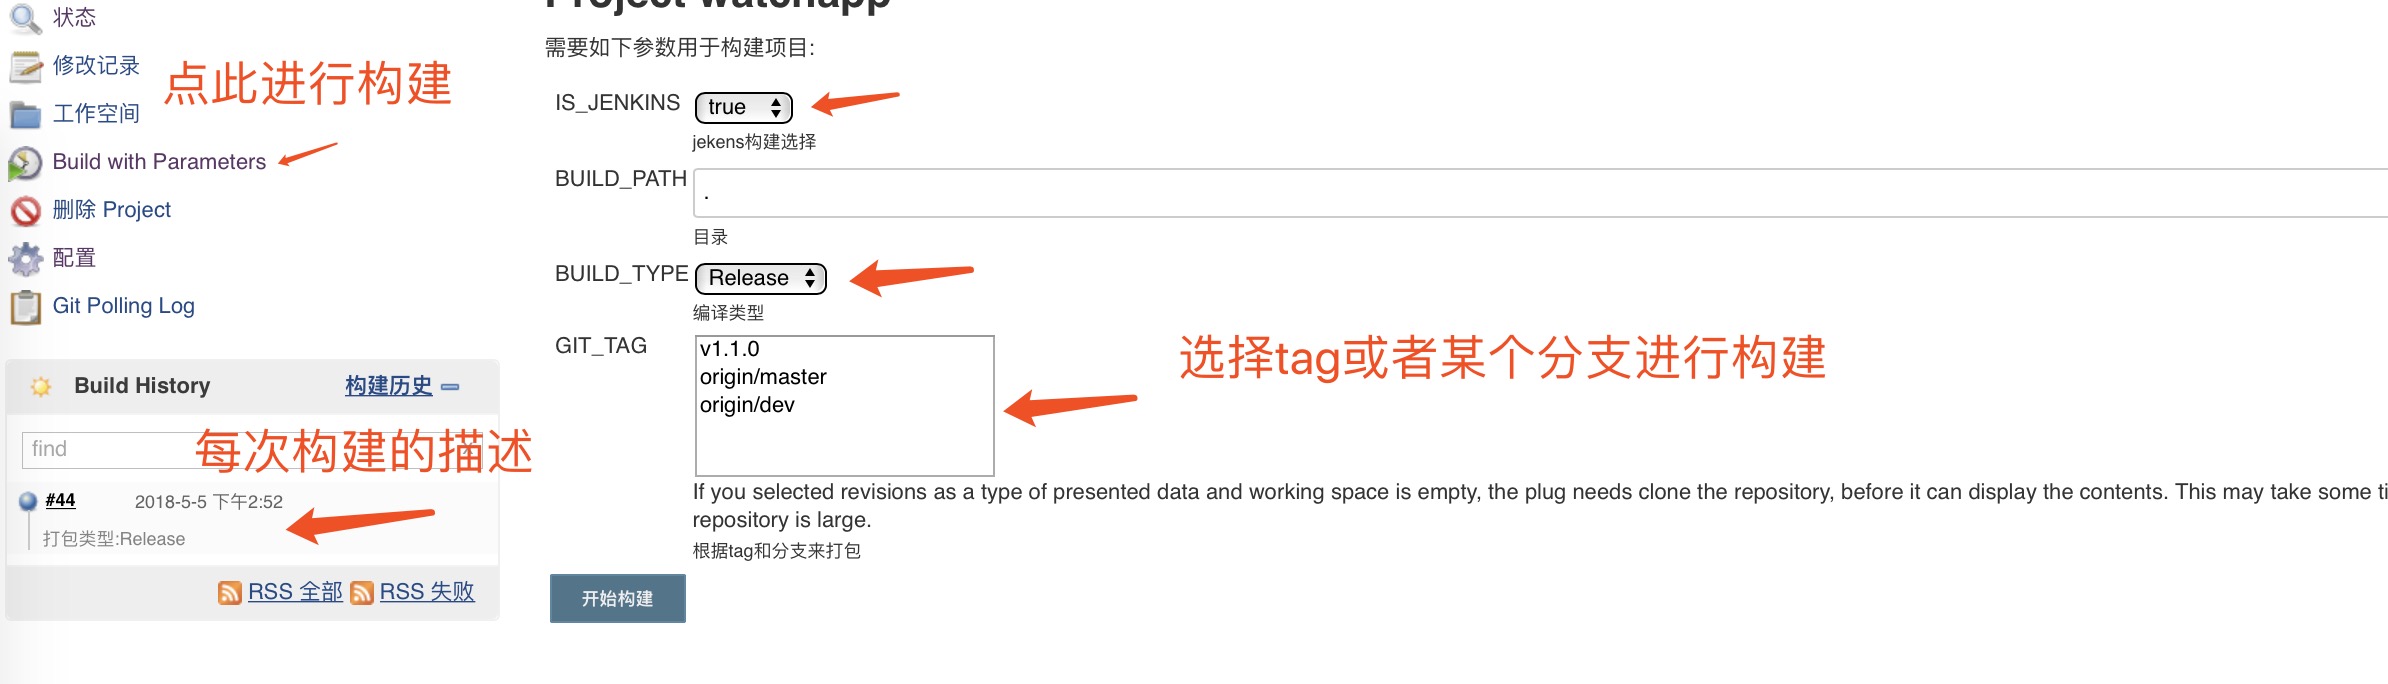 状态
修改记录
点此进行构建
工作空间
Build with Parameters
删除 Project
配置
Git Polling Log
Build History 构建历史
find
每次构建的描述
#44 2018-5-5 下午2:52
打包类型:Release
RSS 全部 RSS 失败
Project watchapp
需要如下参数用于构建项目:
IS_JENKINS true
jekens构建选择
BUILD_PATH .
目录
BUILD_TYPE Release
编译类型
GIT_TAG v1.1.0
origin/master
origin/dev
选择tag或者某个分支进行构建
If you selected revisions as a type of presented data and working space is empty, the plug needs clone the repository, before it can display the contents. This may take some
repository is large.
根据tag和分支来打包
开始构建